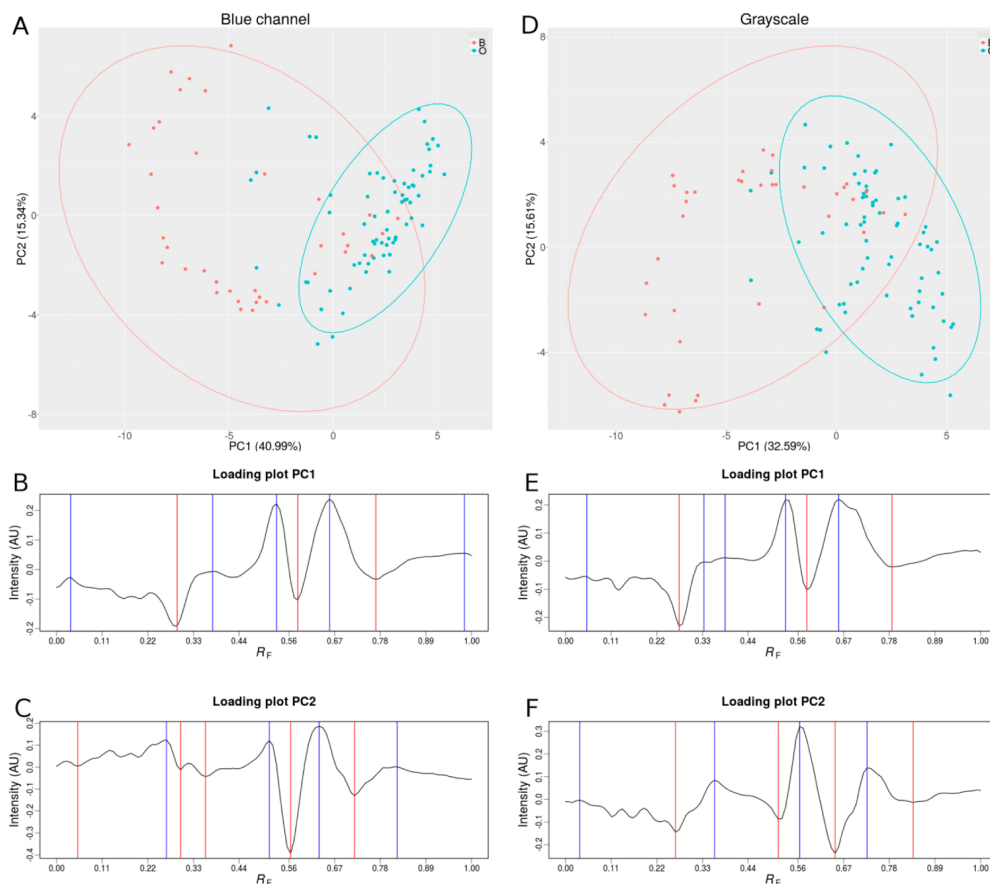 A
Blue channel
B
O
PC2 (15.34%)
4
0
-4
-8
-10
-5
0
5
PC1 (40.99%)
D
Grayscale
B
PC2 (15.61%)
8
4
0
-4
-10
-5
0
5
PC1 (32.59%)
B
Loading plot PC1
Intensity (AU)
0.2
0.1
0.0
-0.1
-0.2
0.00 0.11 0.22 0.33 0.44 0.56 0.67 0.78 0.88 1.00
RF
E
Loading plot PC1
Intensity (AU)
0.2
0.1
0.0
-0.1
-0.2
0.00 0.11 0.22 0.33 0.44 0.56 0.67 0.78 0.88 1.00
RF
C
Loading plot PC2
Intensity (AU)
0.2
0.1
0.0
-0.1
-0.2
-0.3
-0.4
0.00 0.11 0.22 0.33 0.44 0.56 0.67 0.78 0.88 1.00
RF
F
Loading plot PC2
Intensity (AU)
0.3
0.2
0.1
0.0
-0.1
-0.2
0.00 0.11 0.22 0.33 0.44 0.56 0.67 0.78 0.88 1.00
RF